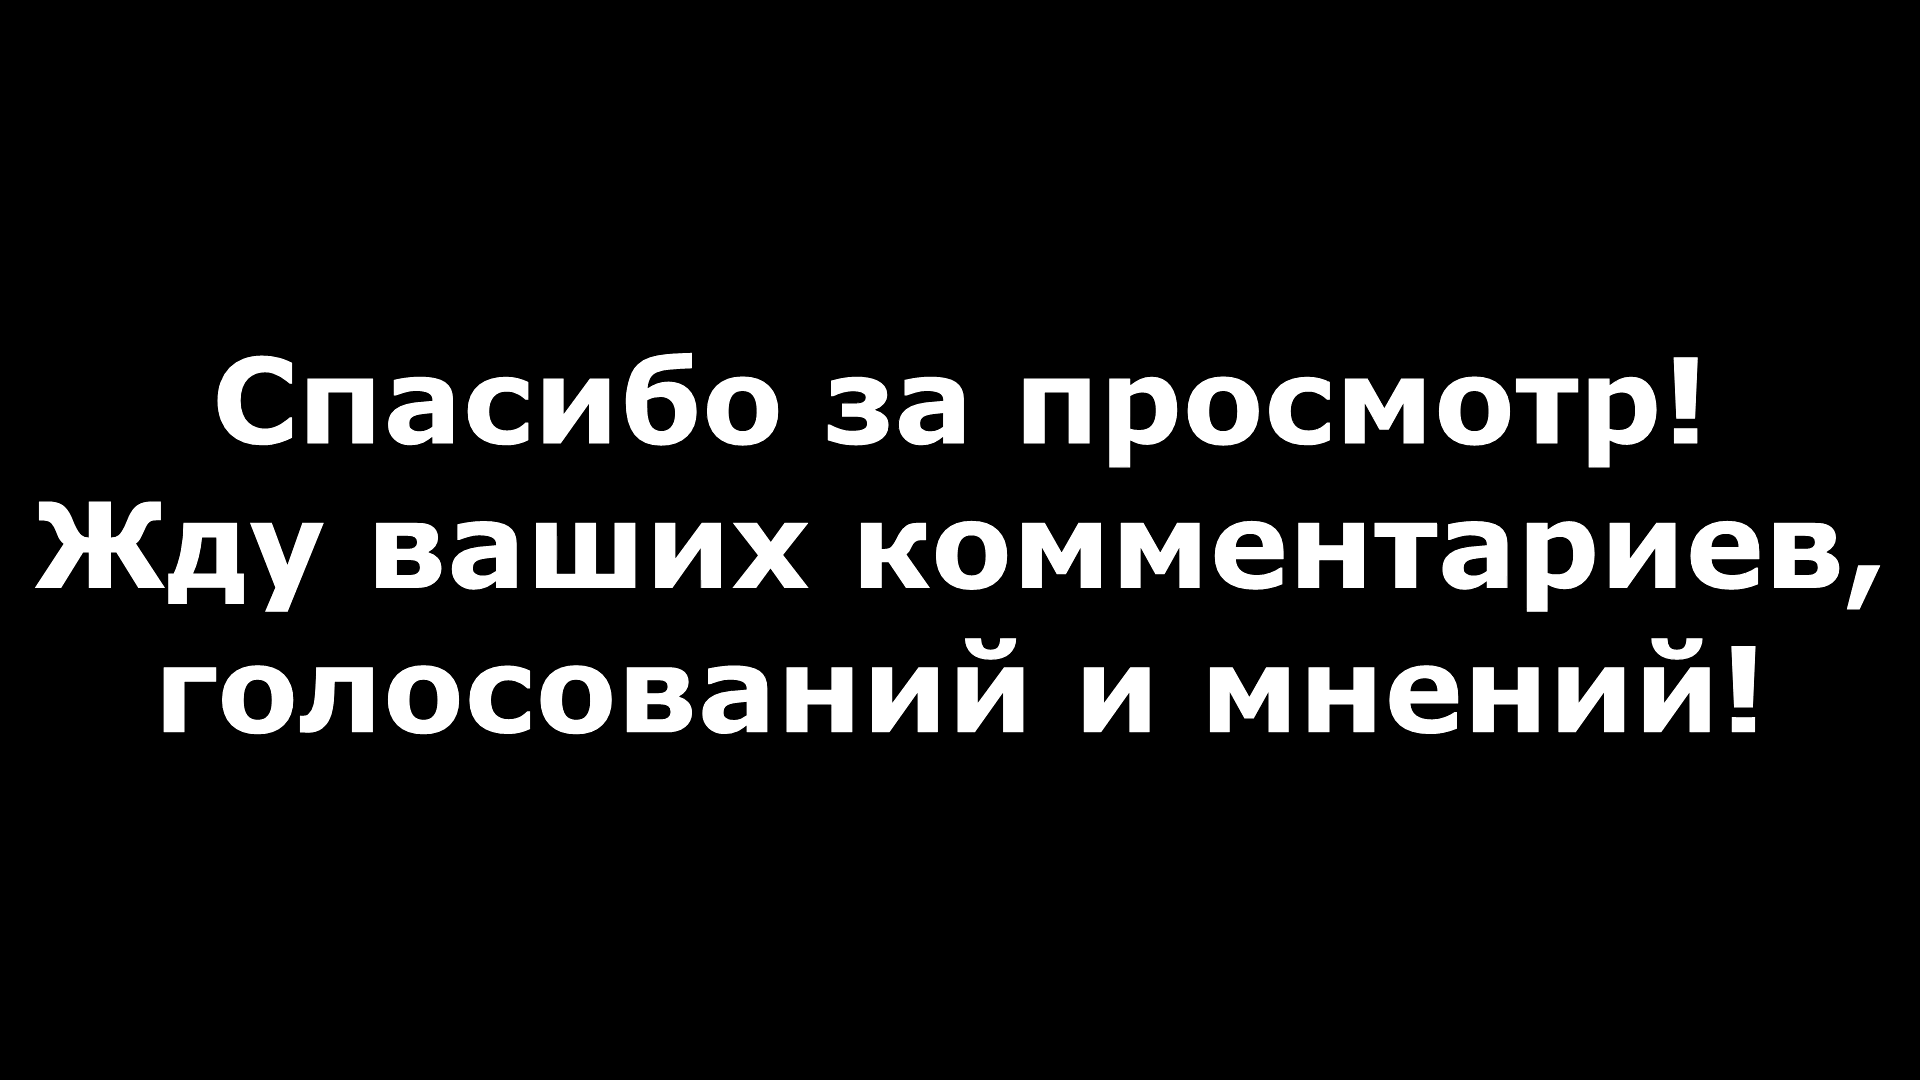 Спасибо за просмотр!
Жду ваших комментариев,
голосований и мнений!